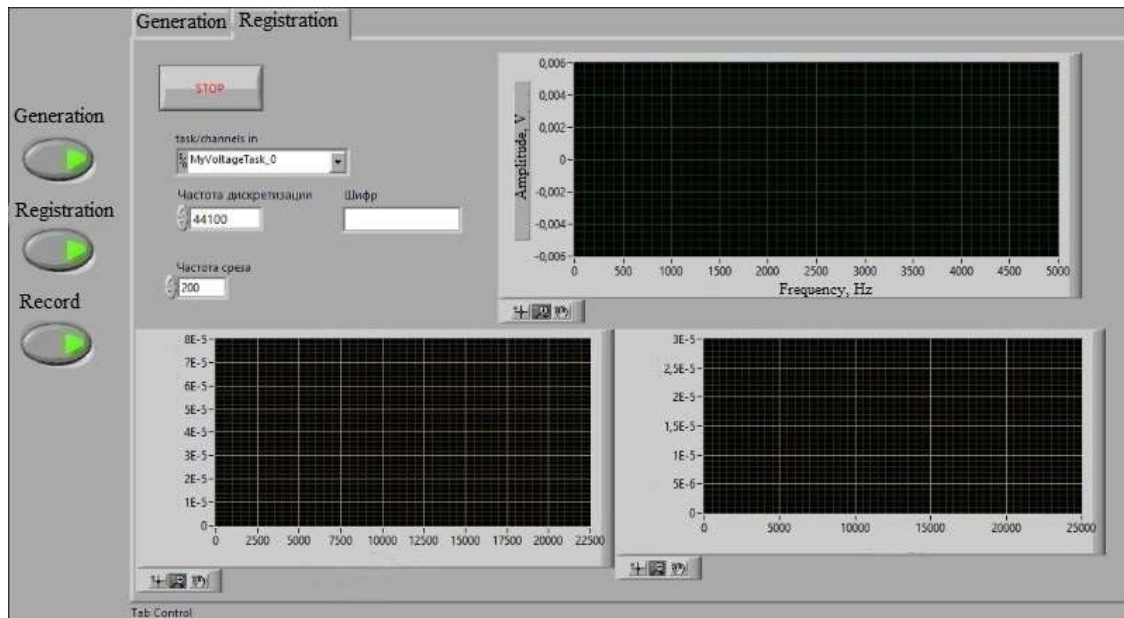 Generation Registration
STOP
Generation
task/channels in
MyVoltageTask_0
Частота дискретизации Шифр
44100
Registration
Частота среза
200
Record
0,006
0,004
0,002
0
-0,002
-0,004
-0,006
Amplitude, V
0 500 1000 1500 2000 2500 3000 3500 4000 4500 5000
Frequency, Hz
8E-5
7E-5
6E-5
5E-5
4E-5
3E-5
2E-5
1E-5
0
0 2500 5000 7500 10000 12500 15000 17500 20000 22500
3E-5
2,5E-5
2E-5
1,5E-5
1E-5
5E-6
0
0 5000 10000 15000 20000 25000
Tab Control